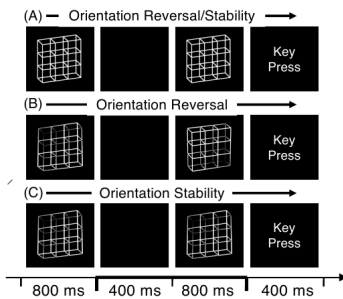 (A) Orientation Reversal/Stability
Key
Press
(B) Orientation Reversal
Key
Press
(C) Orientation Stability
Key
Press
800 ms 400 ms 800 ms 400 ms